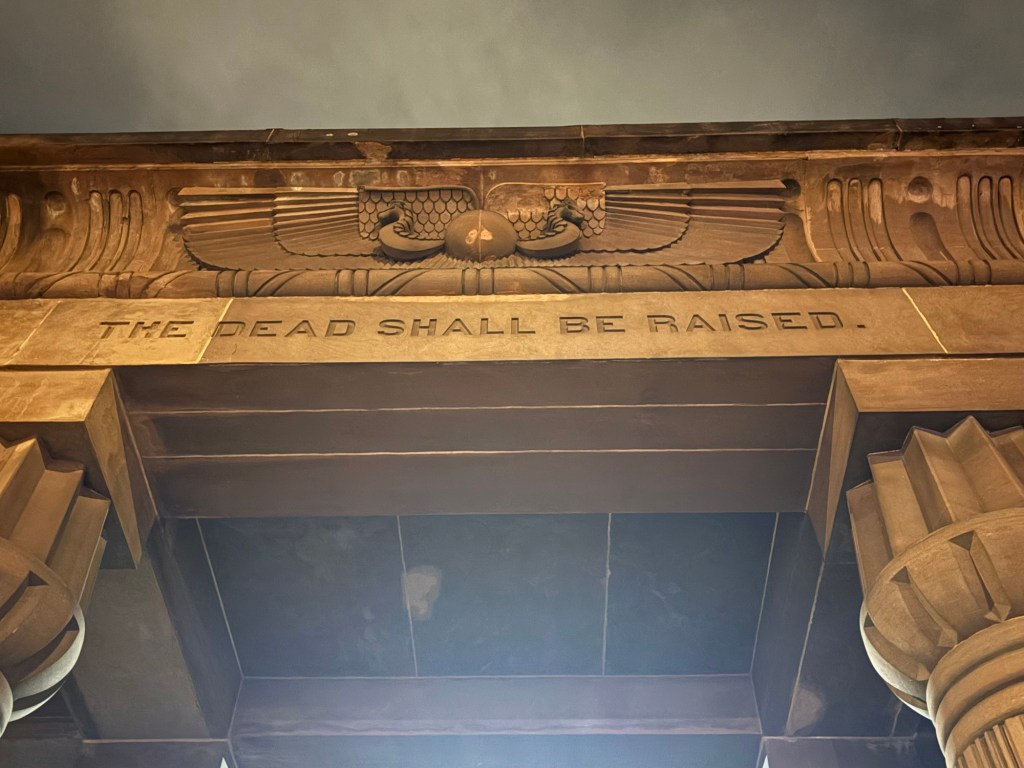 THE DEAD SHALL BE RAISED.